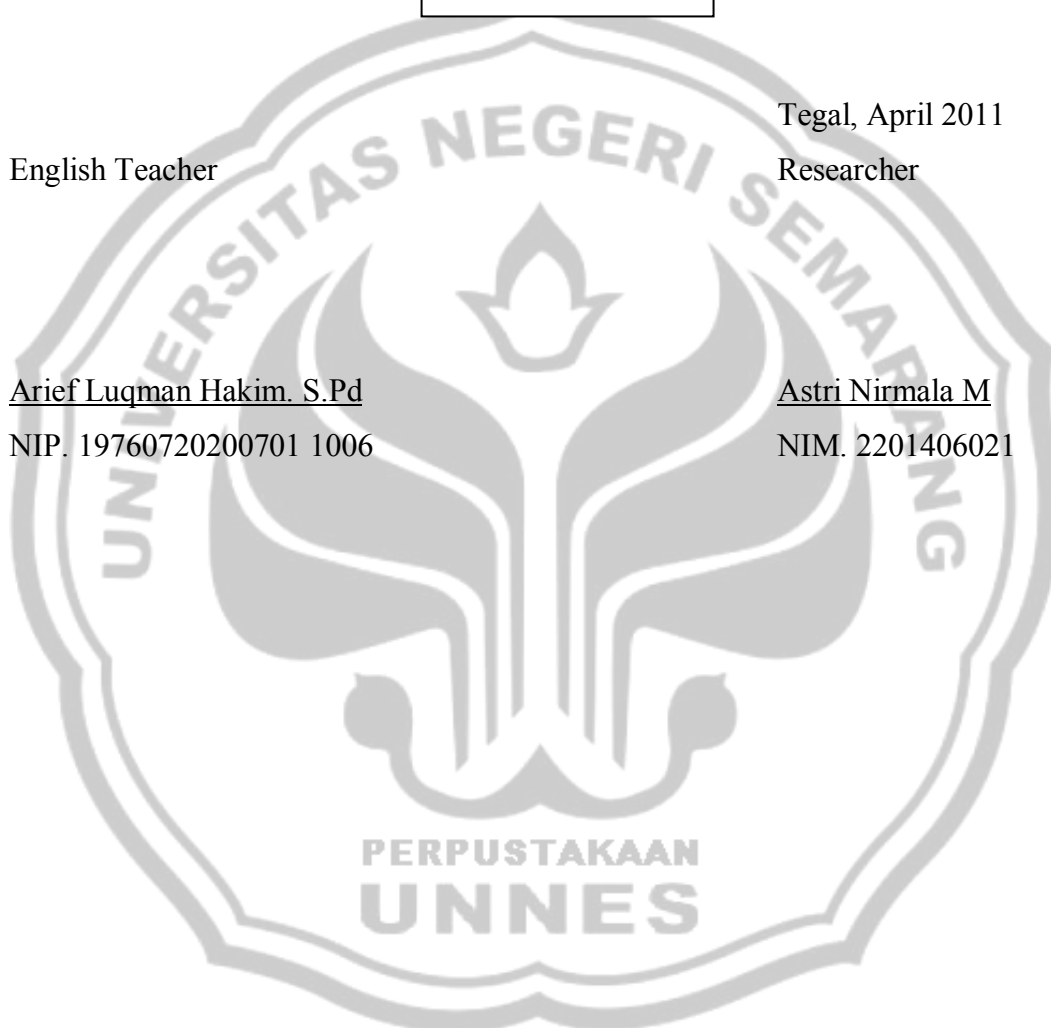 Tegal, April 2011
English Teacher Researcher
Arief Luqman Hakim. S.Pd Astri Nirmala M
NIP. 19760720200701 1006 NIM. 2201406021
UNIVERSITAS NEGERI SEMARANG
PERPUSTAKAAN
UNNES